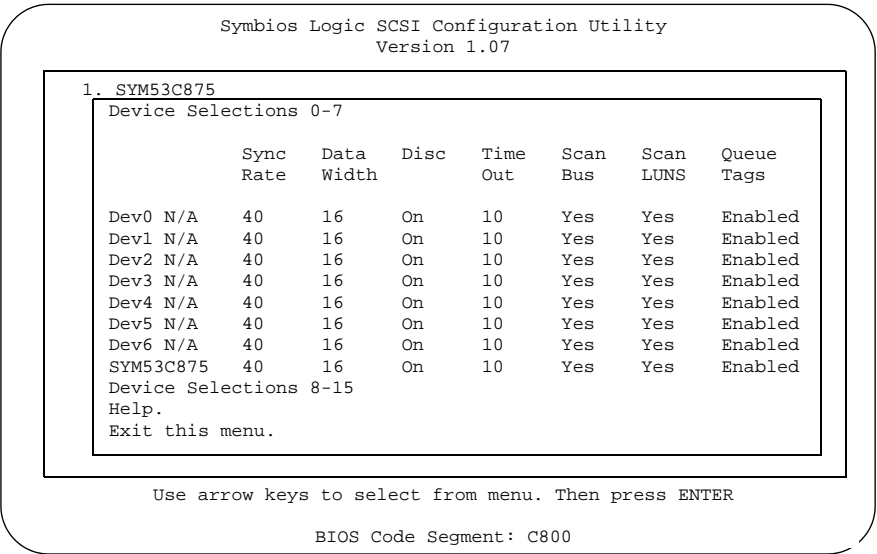 Symbios Logic SCSI Configuration Utility
Version 1.07
1. SYM53C875
Device Selections 0-7
Sync Data Disc Time Scan Scan Queue
Rate Width Out Bus LUNS Tags
Dev0 N/A 40 16 On 10 Yes Yes Enabled
Dev1 N/A 40 16 On 10 Yes Yes Enabled
Dev2 N/A 40 16 On 10 Yes Yes Enabled
Dev3 N/A 40 16 On 10 Yes Yes Enabled
Dev4 N/A 40 16 On 10 Yes Yes Enabled
Dev5 N/A 40 16 On 10 Yes Yes Enabled
Dev6 N/A 40 16 On 10 Yes Yes Enabled
SYM53C875 40 16 On 10 Yes Yes Enabled
Device Selections 8-15
Help.
Exit this menu.
Use arrow keys to select from menu. Then press ENTER
BIOS Code Segment: C800